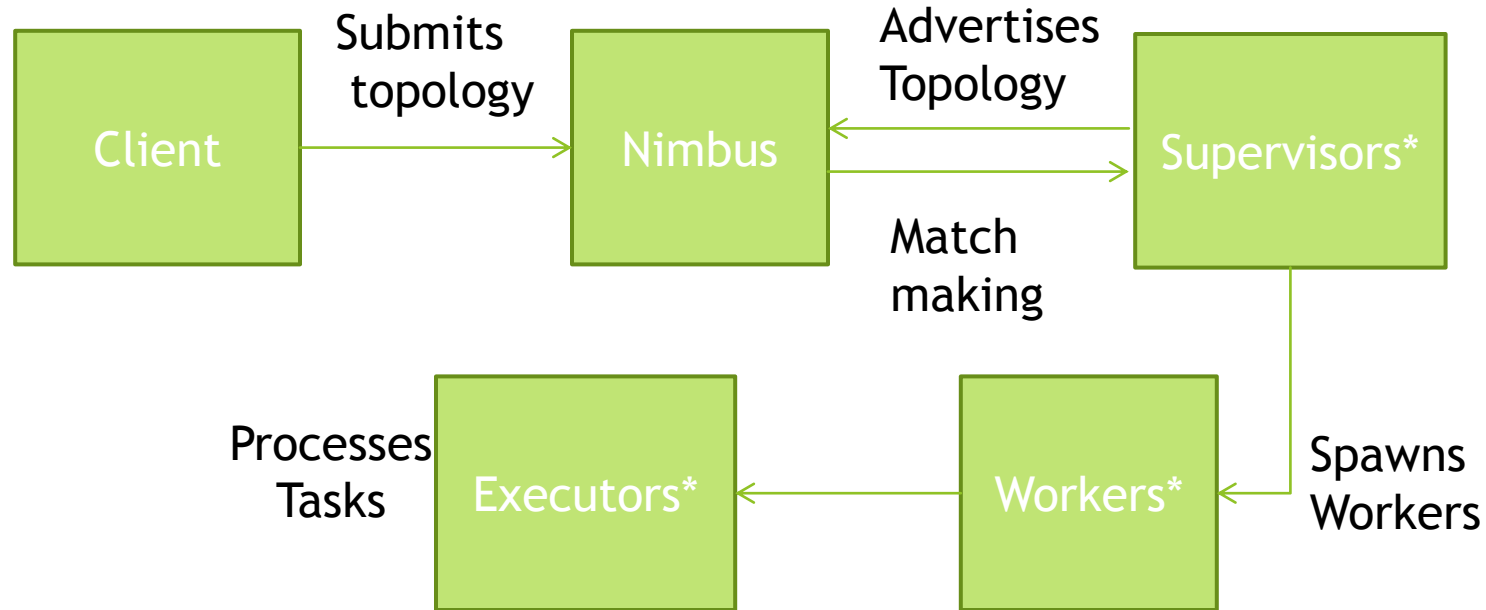 Submits
topology
Advertises
Topology
Client
Nimbus
Supervisors*
Match
making
Processes
Tasks
Executors*
Workers*
Spawns
Workers